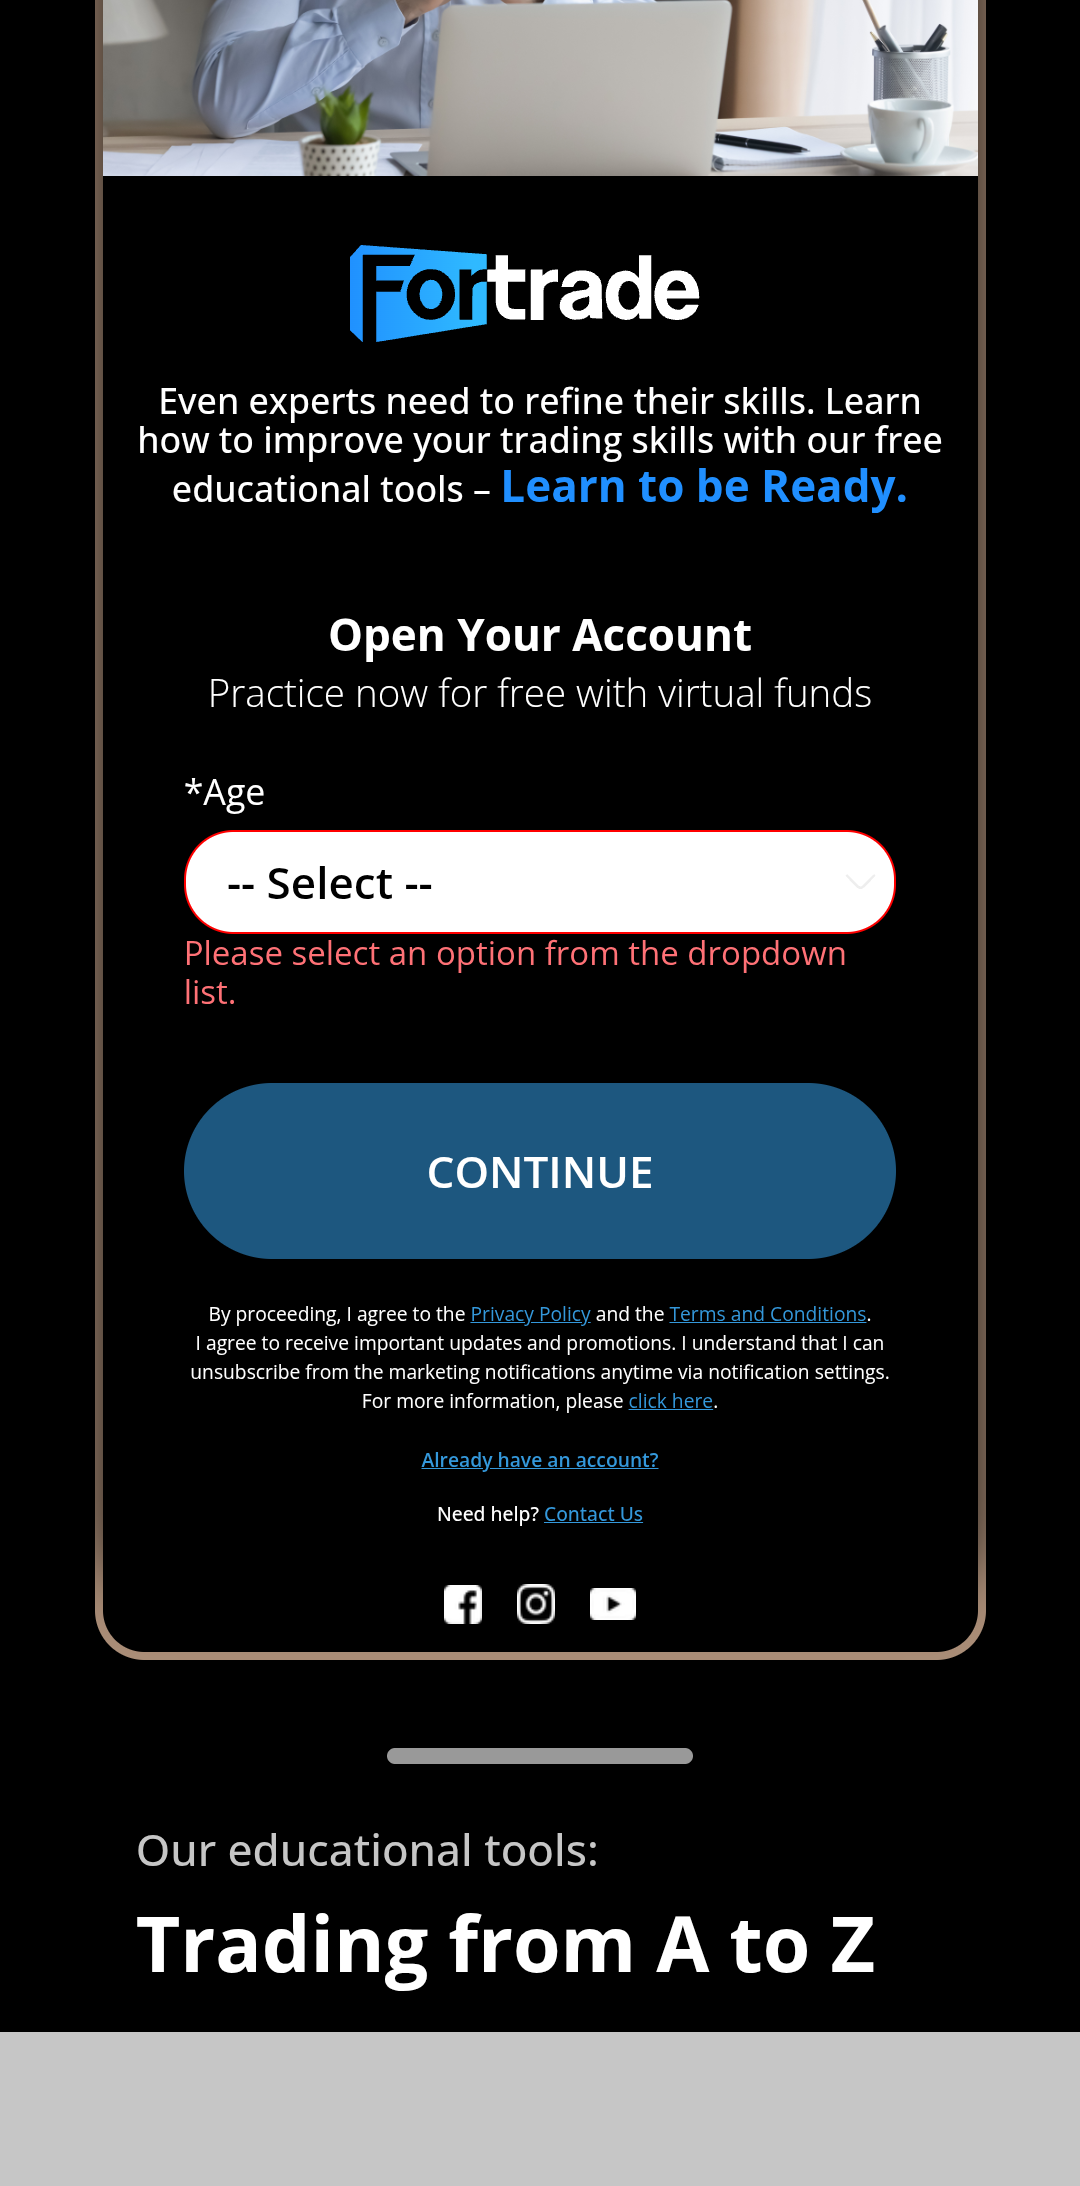 Fortrade
Even experts need to refine their skills. Learn
how to improve your trading skills with our free
educational tools – Learn to be Ready.
Open Your Account
Practice now for free with virtual funds
*Age
-- Select --
Please select an option from the dropdown
list.
CONTINUE
By proceeding, I agree to the Privacy Policy and the Terms and Conditions.
I agree to receive important updates and promotions. I understand that I can
unsubscribe from the marketing notifications anytime via notification settings.
For more information, please click here.
Already have an account?
Need help? Contact Us
Our educational tools:
Trading from A to Z